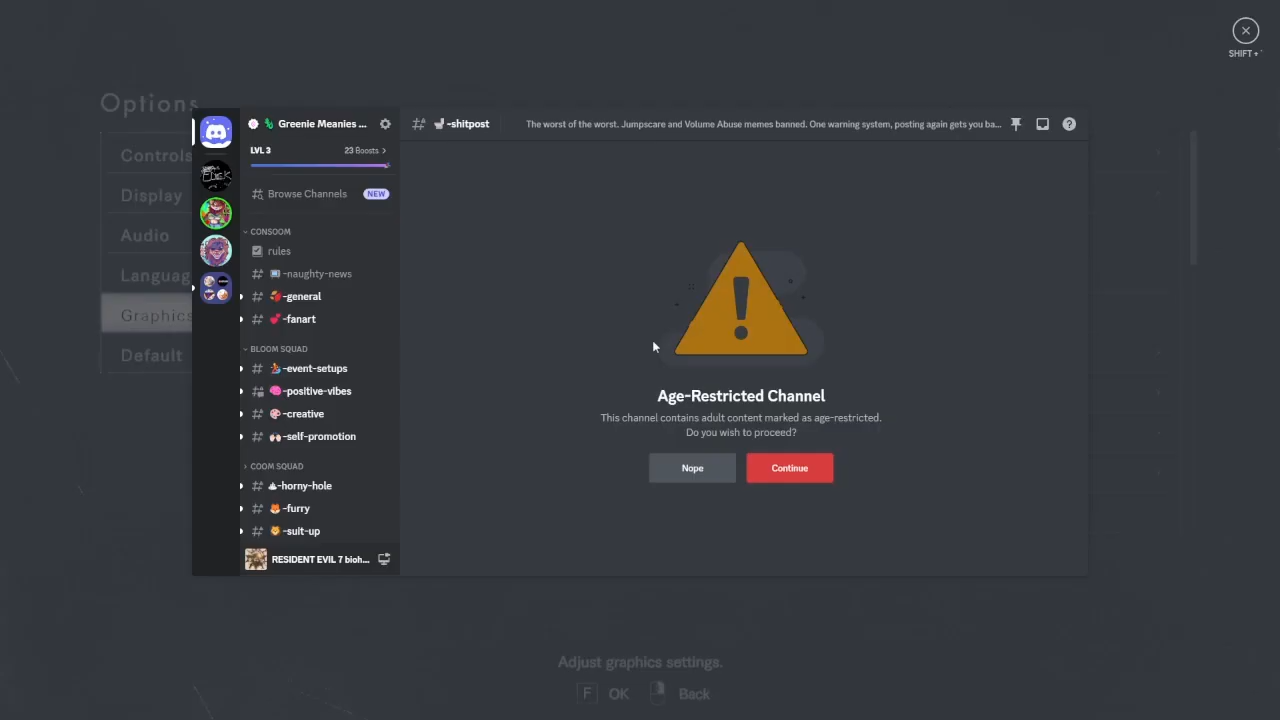 SHIFT + `
Options
Controls
Display
Audio
Languag
Graphics
Default
Greenie Meanies ...
LVL 3
23 Boosts
Browse Channels
NEW
CONSOOM
rules
-naughty-news
-general
-fanart
BLOOM SQUAD
-event-setups
-positive-vibes
-creative
-self-promotion
COOM SQUAD
-horny-hole
-furry
-suit-up
RESIDENT EVIL 7 bioh...
-shitpost
The worst of the worst. Jumpscare and Volume Abuse memes banned. One warning system, posting again gets you ba...
Age-Restricted Channel
This channel contains adult content marked as age-restricted.
Do you wish to proceed?
Nope
Continue
Adjust graphics settings.
F OK Back